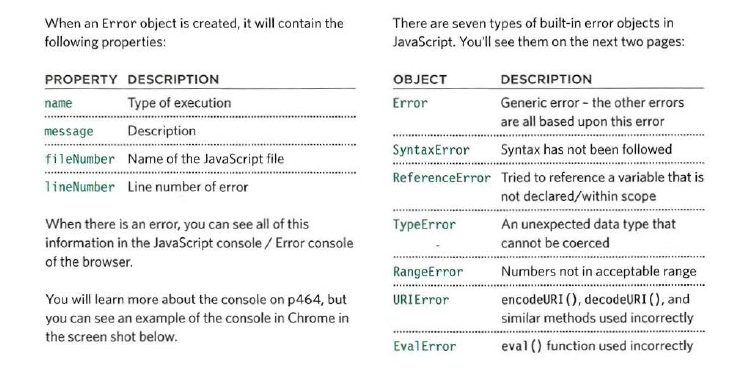 When an Error object is created, it will contain the
following properties:
PROPERTY DESCRIPTION
name Type of execution
message Description
fileNumber Name of the JavaScript file
lineNumber Line number of error
When there is an error, you can see all of this
information in the JavaScript console / Error console
of the browser.
You will learn more about the console on p464, but
you can see an example of the console in Chrome in
the screen shot below.
There are seven types of built-in error objects in
JavaScript. You'll see them on the next two pages:
OBJECT DESCRIPTION
Error Generic error – the other errors
are all based upon this error
SyntaxError Syntax has not been followed
ReferenceError Tried to reference a variable that is
not declared/within scope
TypeError An unexpected data type that
cannot be coerced
RangeError Numbers not in acceptable range
URIError encodeURI(), decodeURI(), and
similar methods used incorrectly
EvalError eval() function used incorrectly